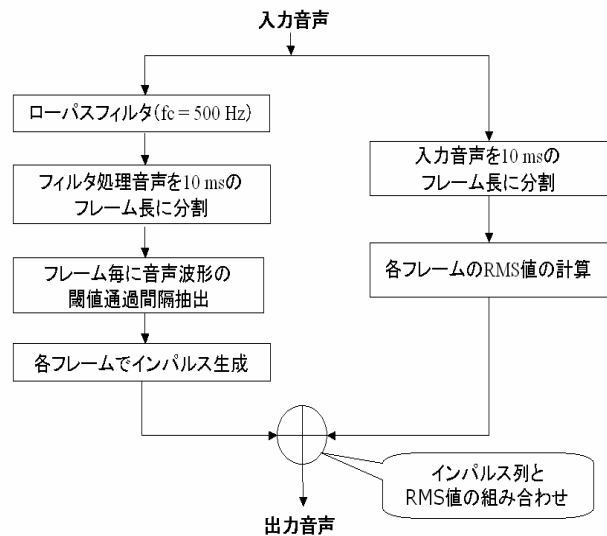 入力音声
ローパスフィルタ(fc = 500 Hz)
フィルタ処理音声を10 msの
フレーム長に分割
フレーム毎に音声波形の
閾値通過間隔抽出
各フレームでインパルス生成
入力音声を10 msの
フレーム長に分割
各フレームのRMS値の計算
インパルス列と
RMS値の組み合わせ
出力音声